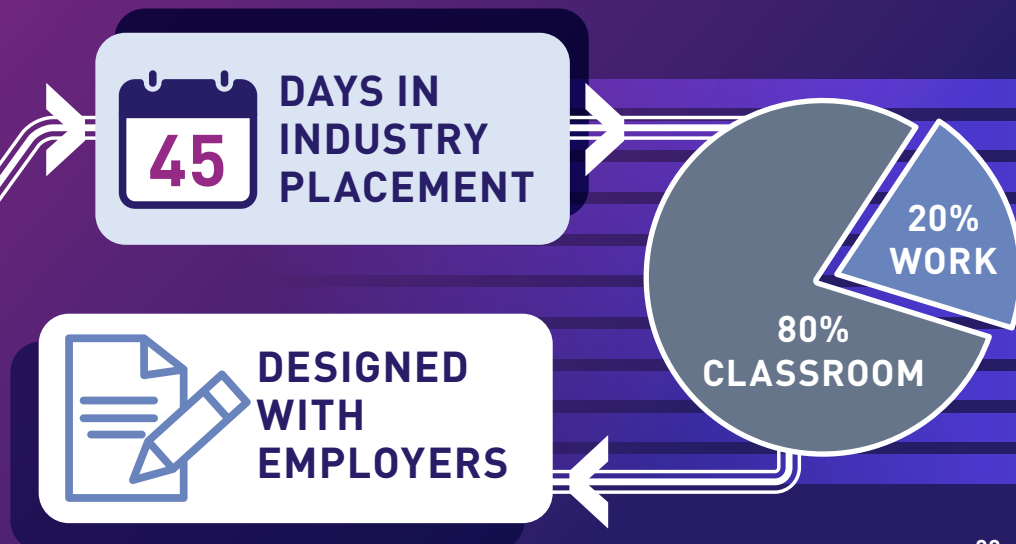 45
DAYS IN
INDUSTRY
PLACEMENT
20%
WORK
80%
CLASSROOM
DESIGNED
WITH
EMPLOYERS